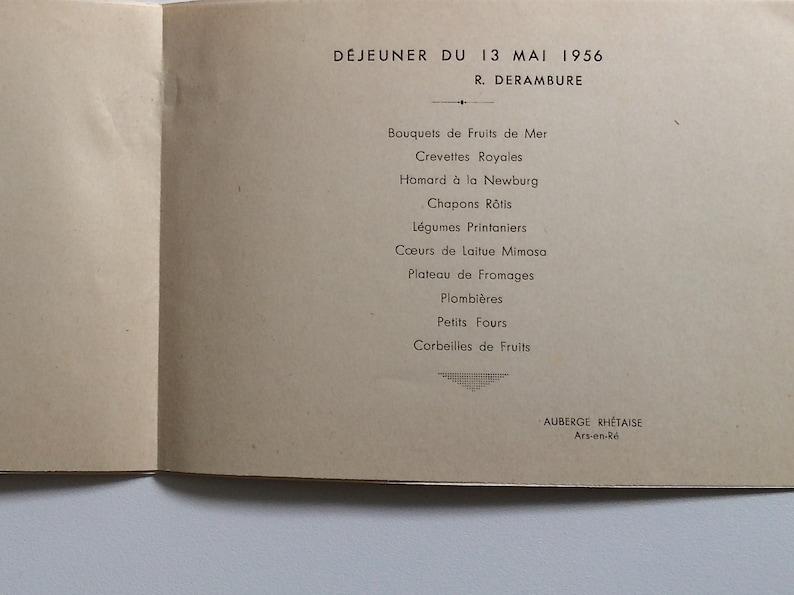 DÉJEUNER DU 13 MAI 1956
R. DERAMBURE
Bouquets de Fruits de Mer
Crevettes Royales
Homard à la Newburg
Chapons Rôtis
Légumes Printaniers
Cœurs de Laitue Mimosa
Plateau de Fromages
Plombières
Petits Fours
Corbeilles de Fruits
AUBERGE RHÉTAISE
Ars-en-Ré